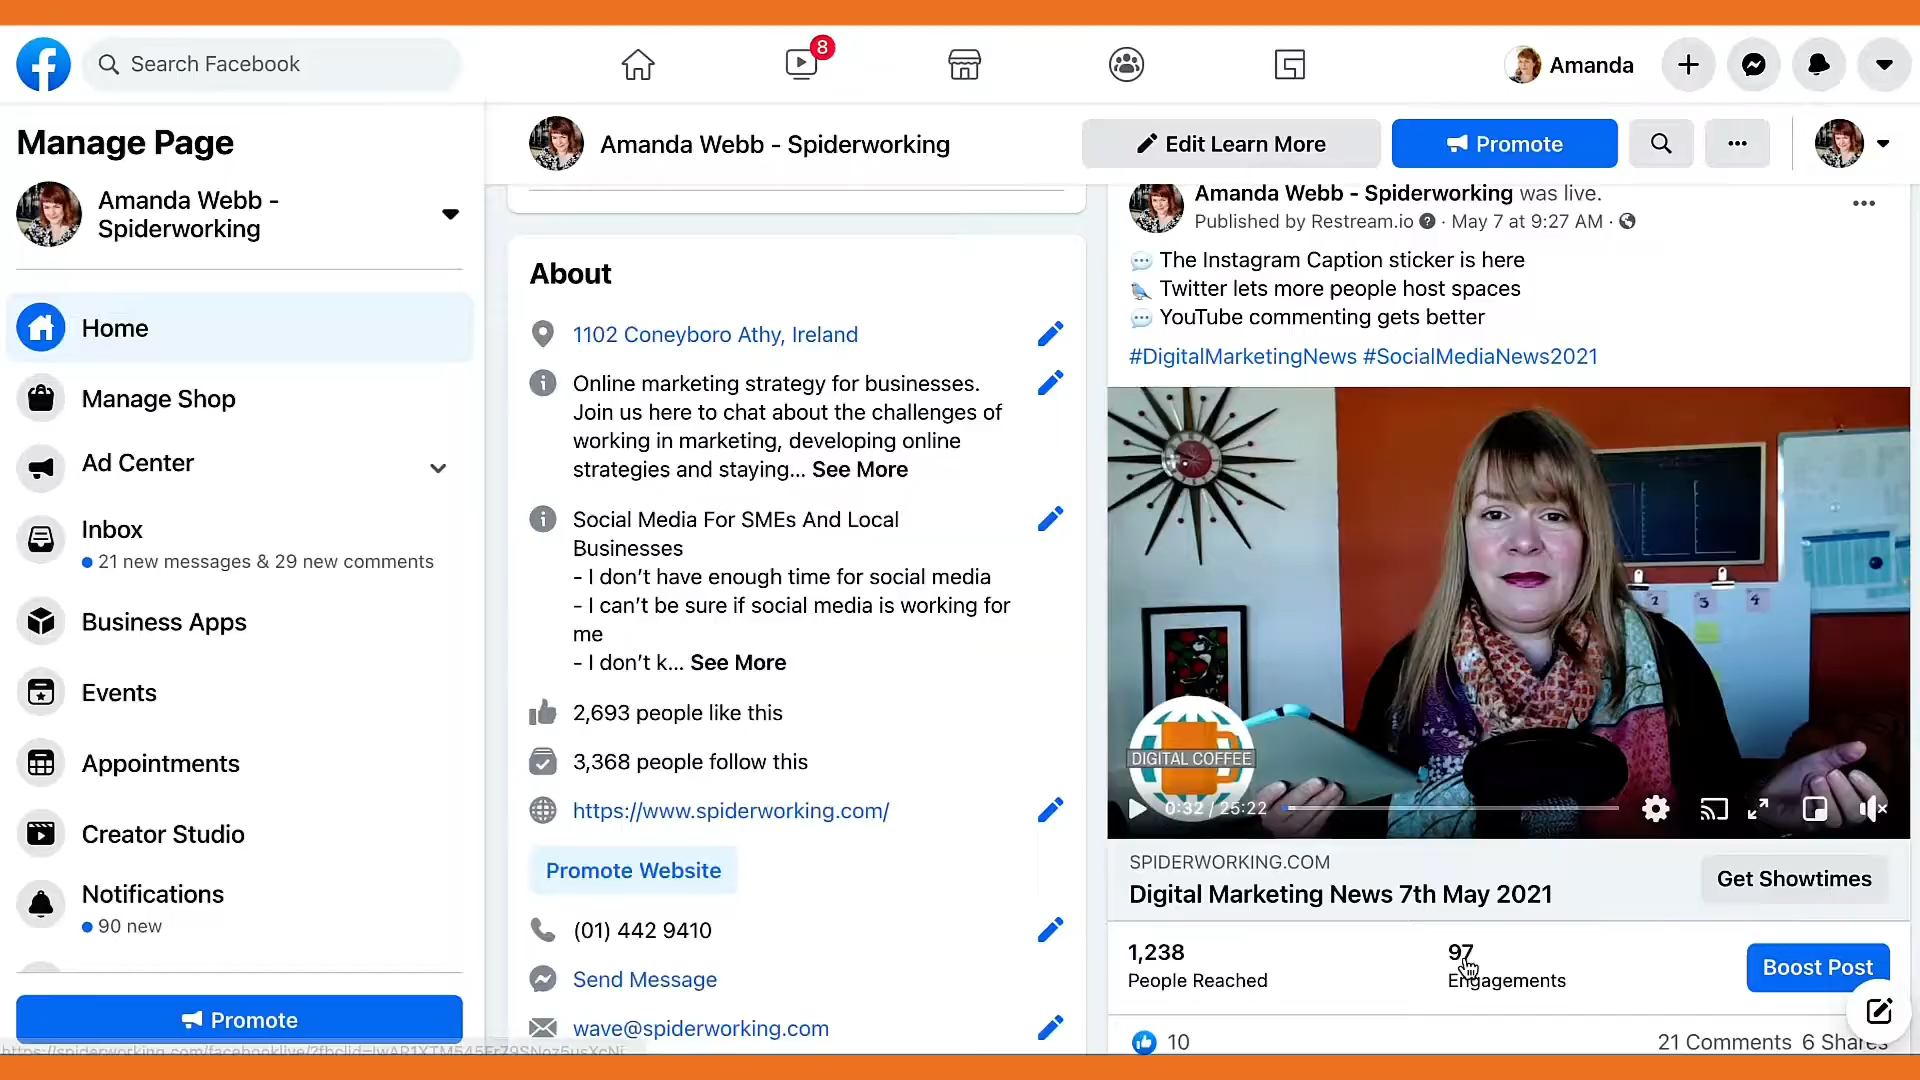 Search Facebook
8
Amanda
Manage Page
Amanda Webb -
Spiderworking
Home
Manage Shop
Ad Center
Inbox
21 new messages & 29 new comments
Business Apps
Events
Appointments
Creator Studio
Notifications
90 new
Promote
Amanda Webb - Spiderworking
Edit Learn More
Promote
About
1102 Coneyboro Athy, Ireland
Online marketing strategy for businesses.
Join us here to chat about the challenges of
working in marketing, developing online
strategies and staying... See More
Social Media For SMEs And Local
Businesses
- I don't have enough time for social media
- I can't be sure if social media is working for
me
- I don't k... See More
2,693 people like this
3,368 people follow this
https://www.spiderworking.com/
Promote Website
(01) 442 9410
Send Message
wave@spiderworking.com
Amanda Webb - Spiderworking was live.
Published by Restream.io · May 7 at 9:27 AM ·
💬 The Instagram Caption sticker is here
🐦 Twitter lets more people host spaces
💬 YouTube commenting gets better
#DigitalMarketingNews #SocialMediaNews2021
2 3 4
DIGITAL COFFEE
0:32 / 25:22
SPIDERWORKING.COM
Digital Marketing News 7th May 2021
Get Showtimes
1,238
People Reached
97
Engagements
Boost Post
10
21 Comments 6 Shares